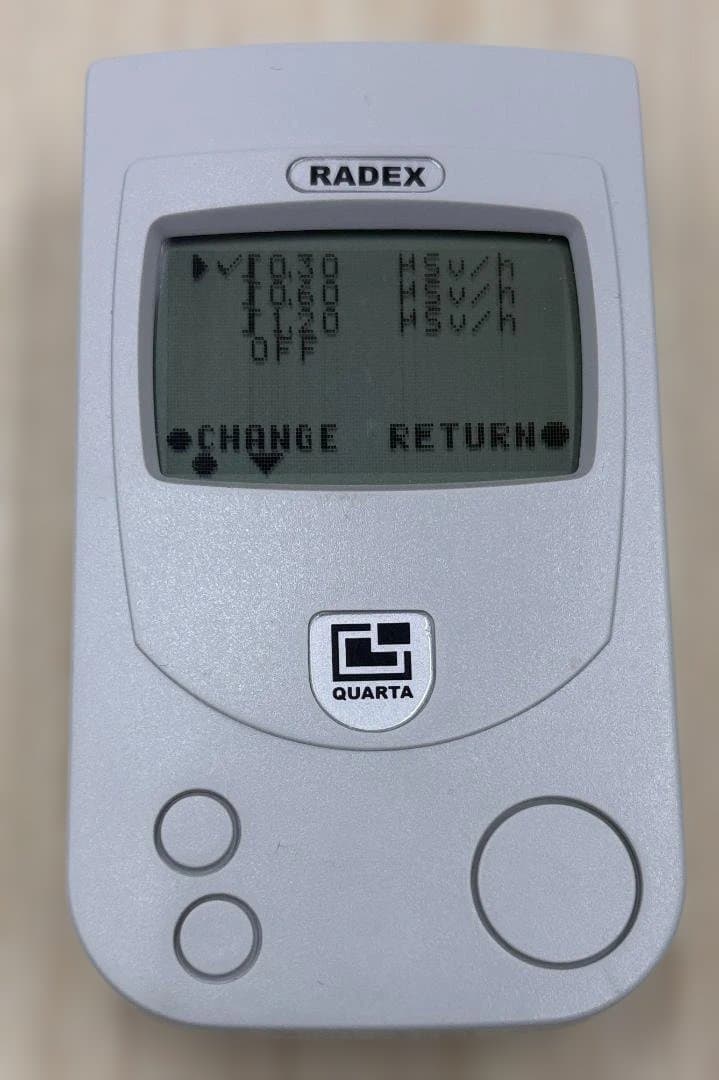 RADEX
0.30 µSv/h
0.60 µSv/h
1.20 µSv/h
OFF
CHANGE RETURN
QUARTA